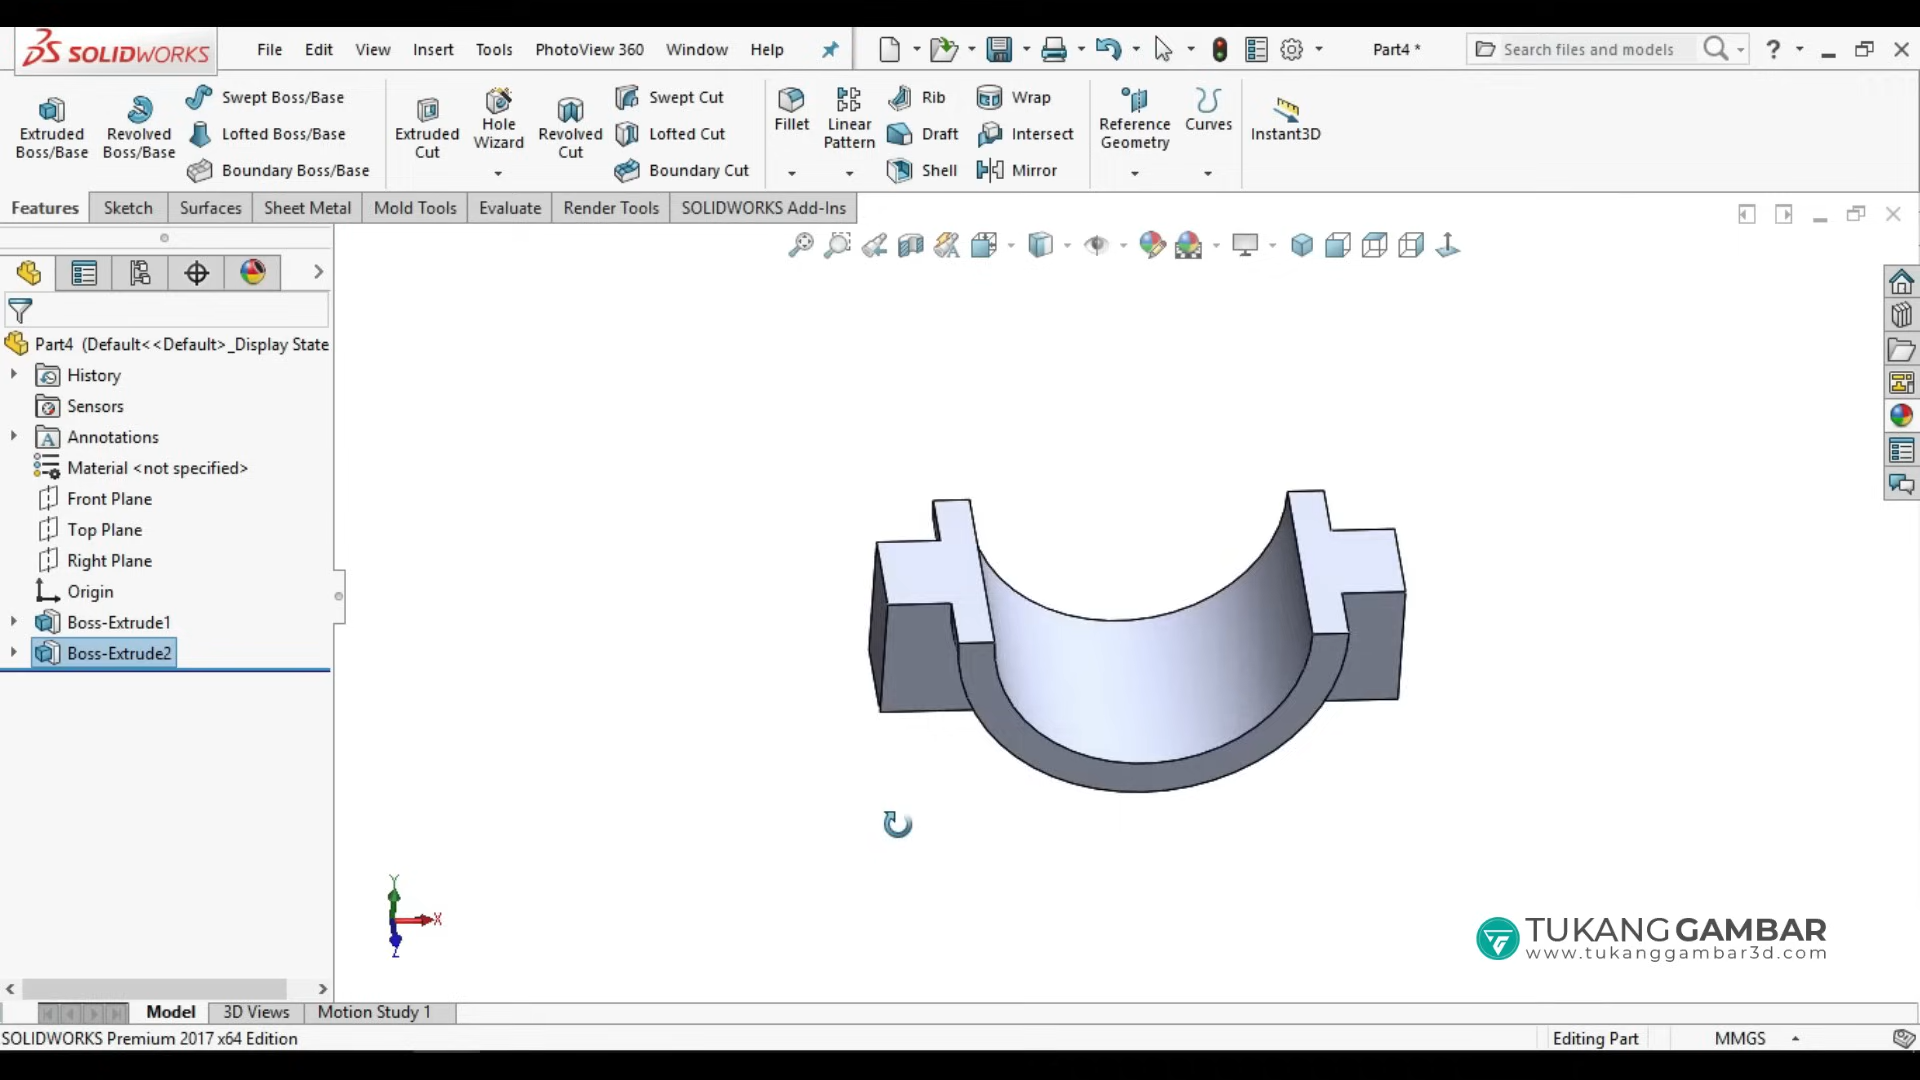 SOLIDWORKS File Edit View Insert Tools PhotoView 360 Window Help Part4 * Search files and models ?
Extruded Boss/Base
Revolved Boss/Base
Swept Boss/Base
Lofted Boss/Base
Boundary Boss/Base
Extruded Cut
Hole Wizard
Revolved Cut
Swept Cut
Lofted Cut
Boundary Cut
Fillet
Linear Pattern
Rib
Draft
Shell
Wrap
Intersect
Mirror
Reference Geometry
Curves
Instant3D
Features Sketch Surfaces Sheet Metal Mold Tools Evaluate Render Tools SOLIDWORKS Add-Ins
Part4 (Default<<Default>_Display State
History
Sensors
Annotations
Material <not specified>
Front Plane
Top Plane
Right Plane
Origin
Boss-Extrude1
Boss-Extrude2
Y
X
Z
TUKANGGAMBAR
www.tukanggambar3d.com
Model 3D Views Motion Study 1
SOLIDWORKS Premium 2017 x64 Edition Editing Part MMGS